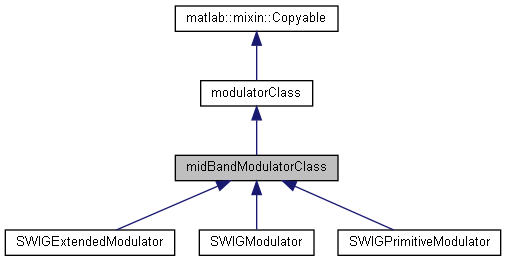 matlab::mixin::Copyable
modulatorClass
midBandModulatorClass
SWIGExtendedModulator
SWIGModulator
SWIGPrimitiveModulator